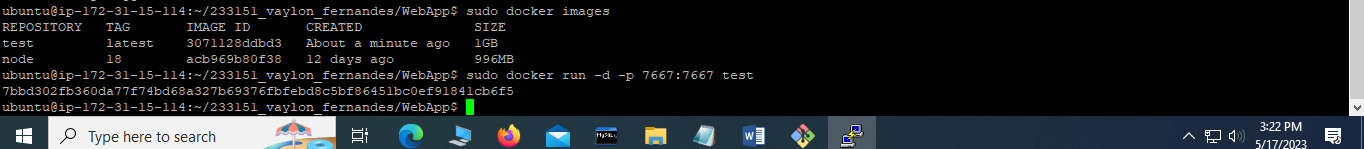 ubuntu@ip-172-31-15-114:~/233151_vaylon_fernandes/WebApp$ sudo docker images
REPOSITORY   TAG       IMAGE ID       CREATED              SIZE
test         latest    3071128ddbd3   About a minute ago   1GB
node         18        acb969b80f38   12 days ago          996MB
ubuntu@ip-172-31-15-114:~/233151_vaylon_fernandes/WebApp$ sudo docker run -d -p 7667:7667 test
7bbd302fb360da77f74bd68a327b69376fbfebd8c5bf86451bc0ef91841cb6f5
ubuntu@ip-172-31-15-114:~/233151_vaylon_fernandes/WebApp$
Type here to search
MySQL
W
3:22 PM
5/17/2023